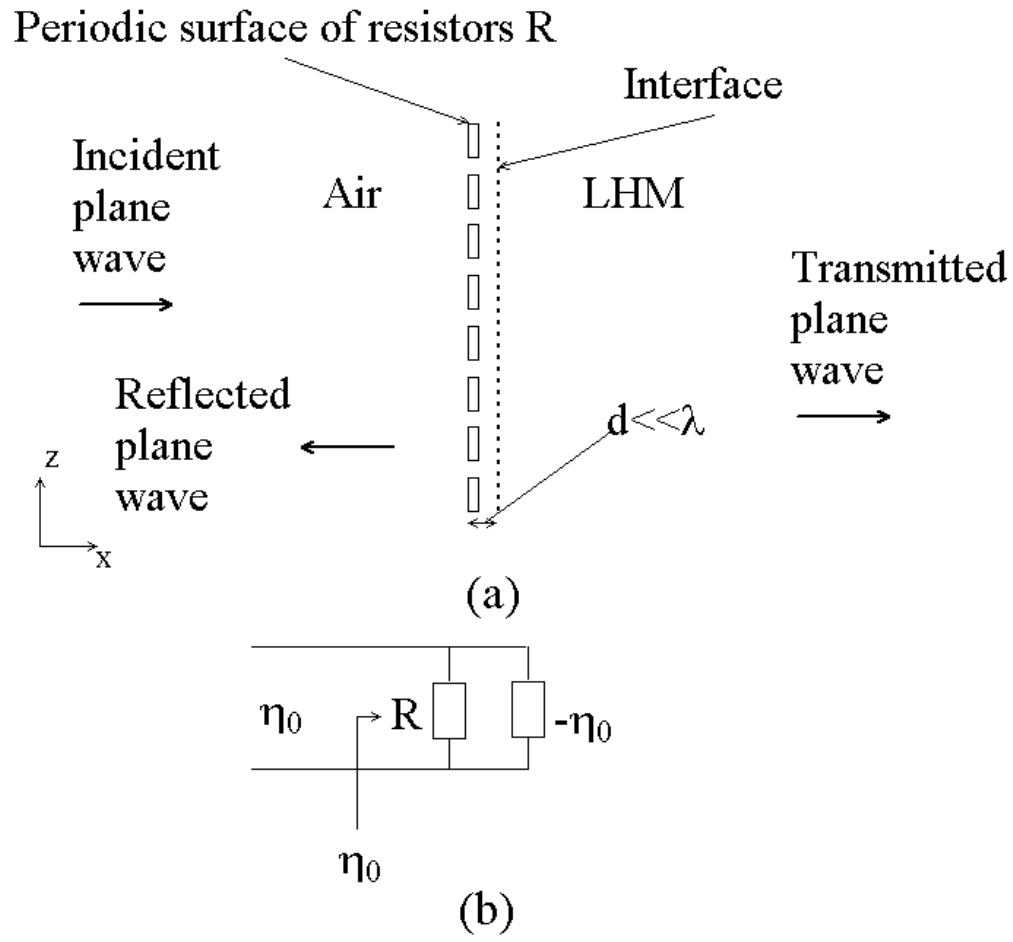 Periodic surface of resistors R
Interface
Incident
plane
wave
Air
LHM
Transmitted
plane
wave
Reflected
plane
wave
d<<λ
z
x
(a)
η0
R
-η0
η0
(b)